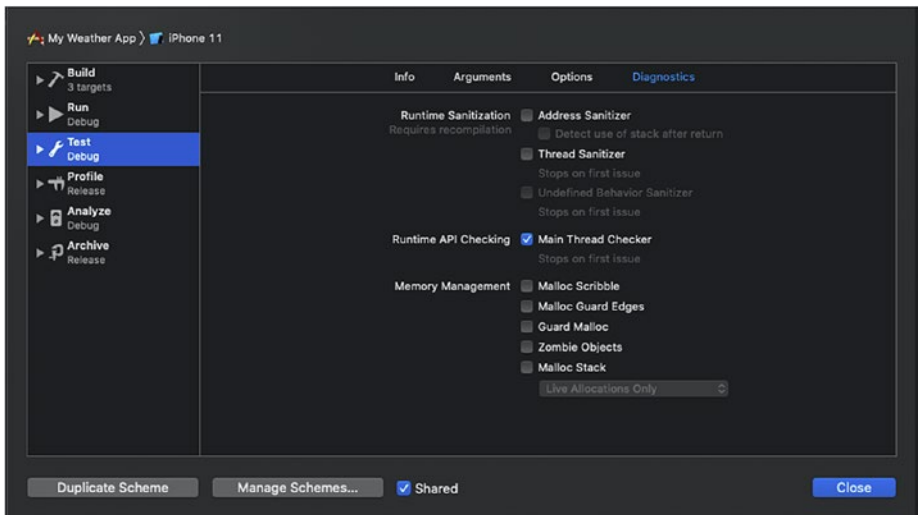 My Weather App iPhone 11
Build
3 targets
Run
Debug
Test
Debug
Profile
Release
Analyze
Debug
Archive
Release
Info Arguments Options Diagnostics
Runtime Sanitization Address Sanitizer
Requires recompilation Detect use of stack after return
Thread Sanitizer
Stops on first issue
Undefined Behavior Sanitizer
Stops on first issue
Runtime API Checking Main Thread Checker
Stops on first issue
Memory Management Malloc Scribble
Malloc Guard Edges
Guard Malloc
Zombie Objects
Malloc Stack
Live Allocations Only
Duplicate Scheme Manage Schemes... Shared Close